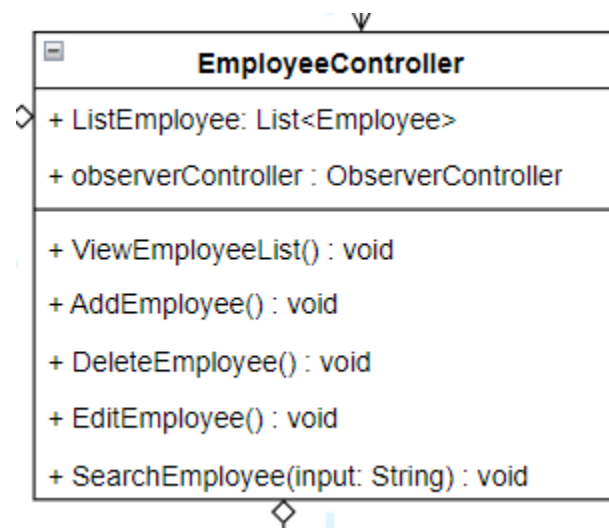 EmployeeController
+ ListEmployee: List<Employee>
+ observerController : ObserverController
+ ViewEmployeeList() : void
+ AddEmployee() : void
+ DeleteEmployee() : void
+ EditEmployee() : void
+ SearchEmployee(input: String) : void